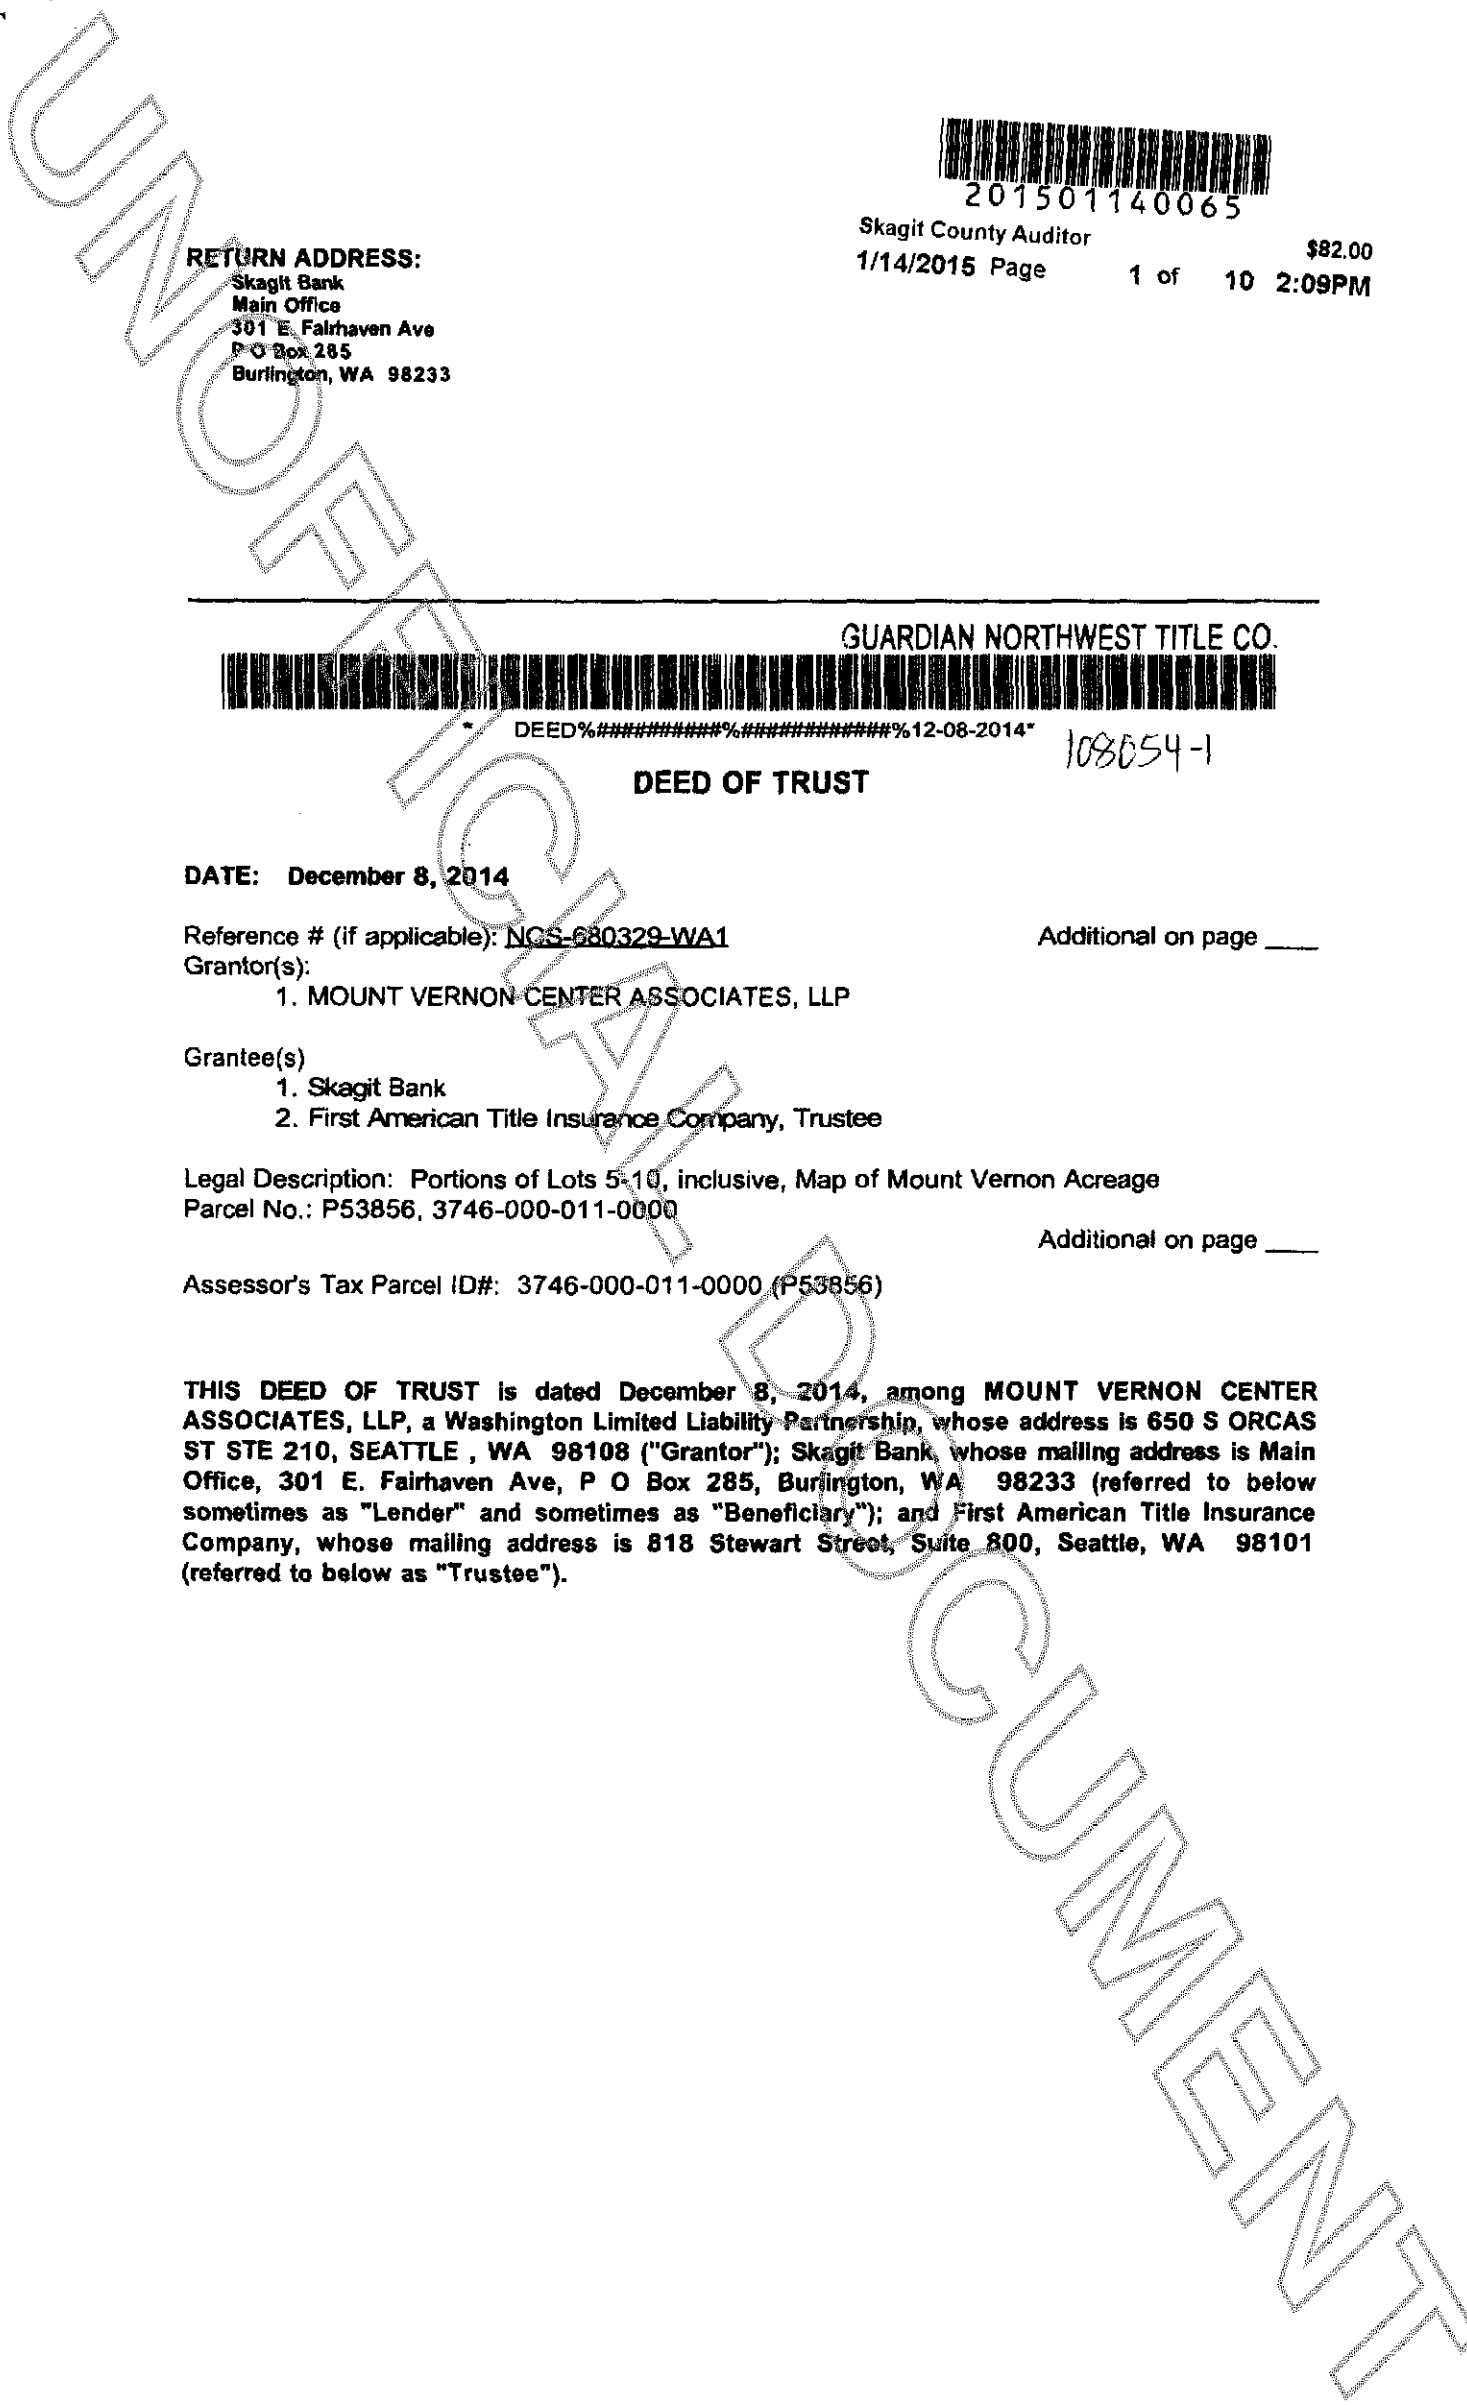 201501140065
Skagit County Auditor $82.00
1/14/2015 Page 1 of 10 2:09PM
RETURN ADDRESS:
Skagit Bank
Main Office
301 E. Fairhaven Ave
P O Box 285
Burlington, WA 98233
GUARDIAN NORTHWEST TITLE CO.
* DEED%##########%############%12-08-2014*
108054-1
DEED OF TRUST
DATE: December 8, 2014
Reference # (if applicable): NCS-680329-WA1 Additional on page ____
Grantor(s):
1. MOUNT VERNON CENTER ASSOCIATES, LLP
Grantee(s)
1. Skagit Bank
2. First American Title Insurance Company, Trustee
Legal Description: Portions of Lots 5-10, inclusive, Map of Mount Vernon Acreage
Parcel No.: P53856, 3746-000-011-0000
Additional on page ____
Assessor's Tax Parcel ID#: 3746-000-011-0000 (P53856)
THIS DEED OF TRUST is dated December 8, 2014, among MOUNT VERNON CENTER
ASSOCIATES, LLP, a Washington Limited Liability Partnership, whose address is 650 S ORCAS
ST STE 210, SEATTLE , WA 98108 ("Grantor"); Skagit Bank, whose mailing address is Main
Office, 301 E. Fairhaven Ave, P O Box 285, Burlington, WA 98233 (referred to below
sometimes as "Lender" and sometimes as "Beneficiary"); and First American Title Insurance
Company, whose mailing address is 818 Stewart Street, Suite 800, Seattle, WA 98101
(referred to below as "Trustee").
UNOFFICIAL DOCUMENT